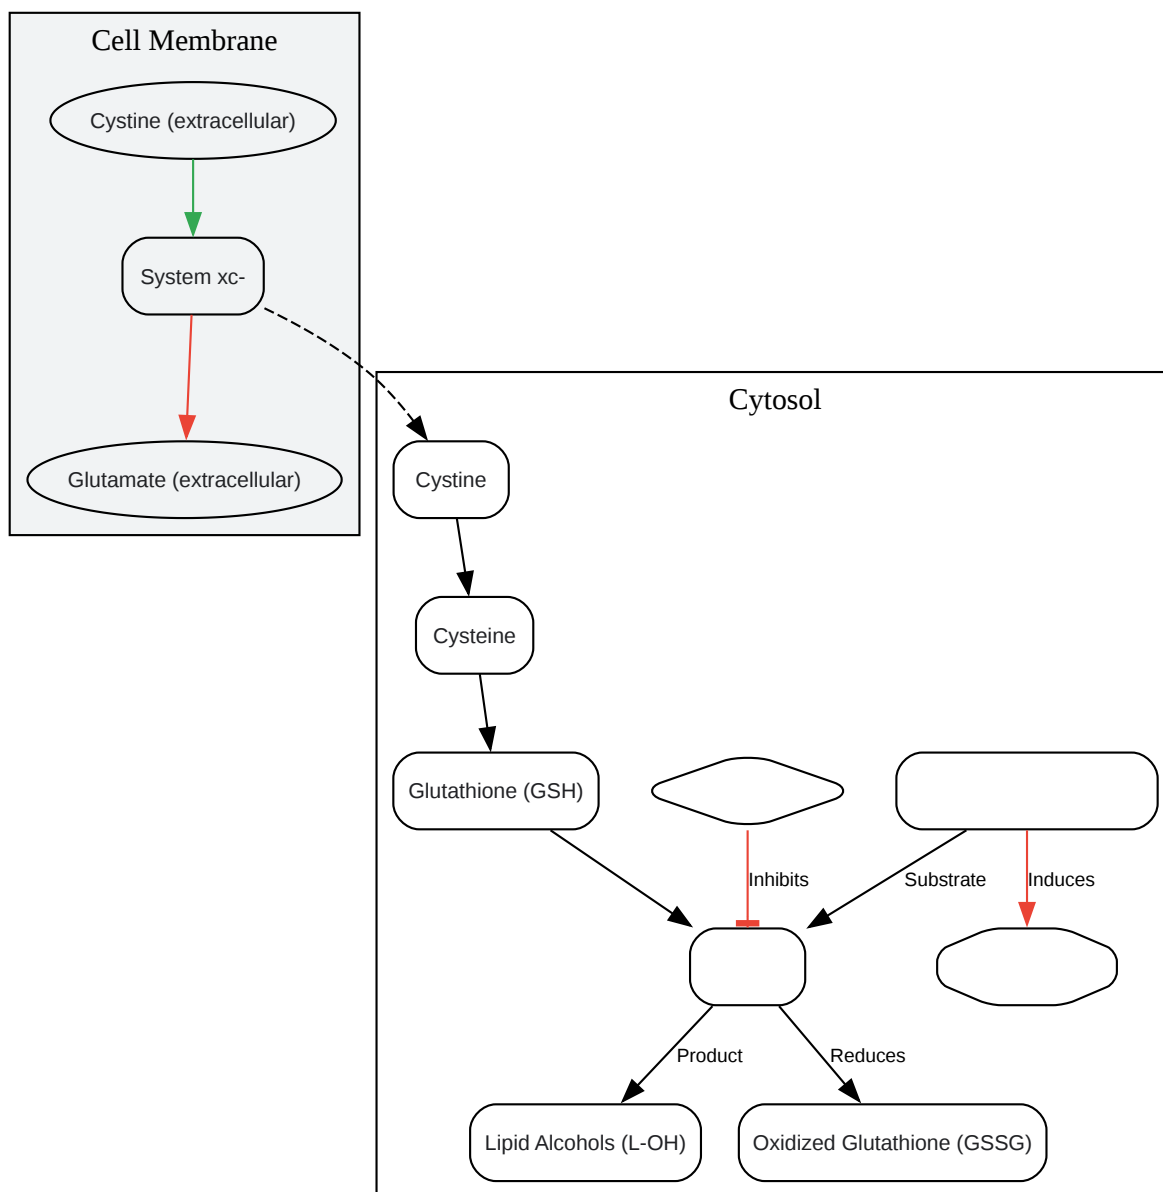 Cell Membrane
Cystine (extracellular)
System xc-
Glutamate (extracellular)
Cytosol
Cystine
Cysteine
Glutathione (GSH)
Inhibits
Substrate
Induces
Product
Reduces
Lipid Alcohols (L-OH)
Oxidized Glutathione (GSSG)